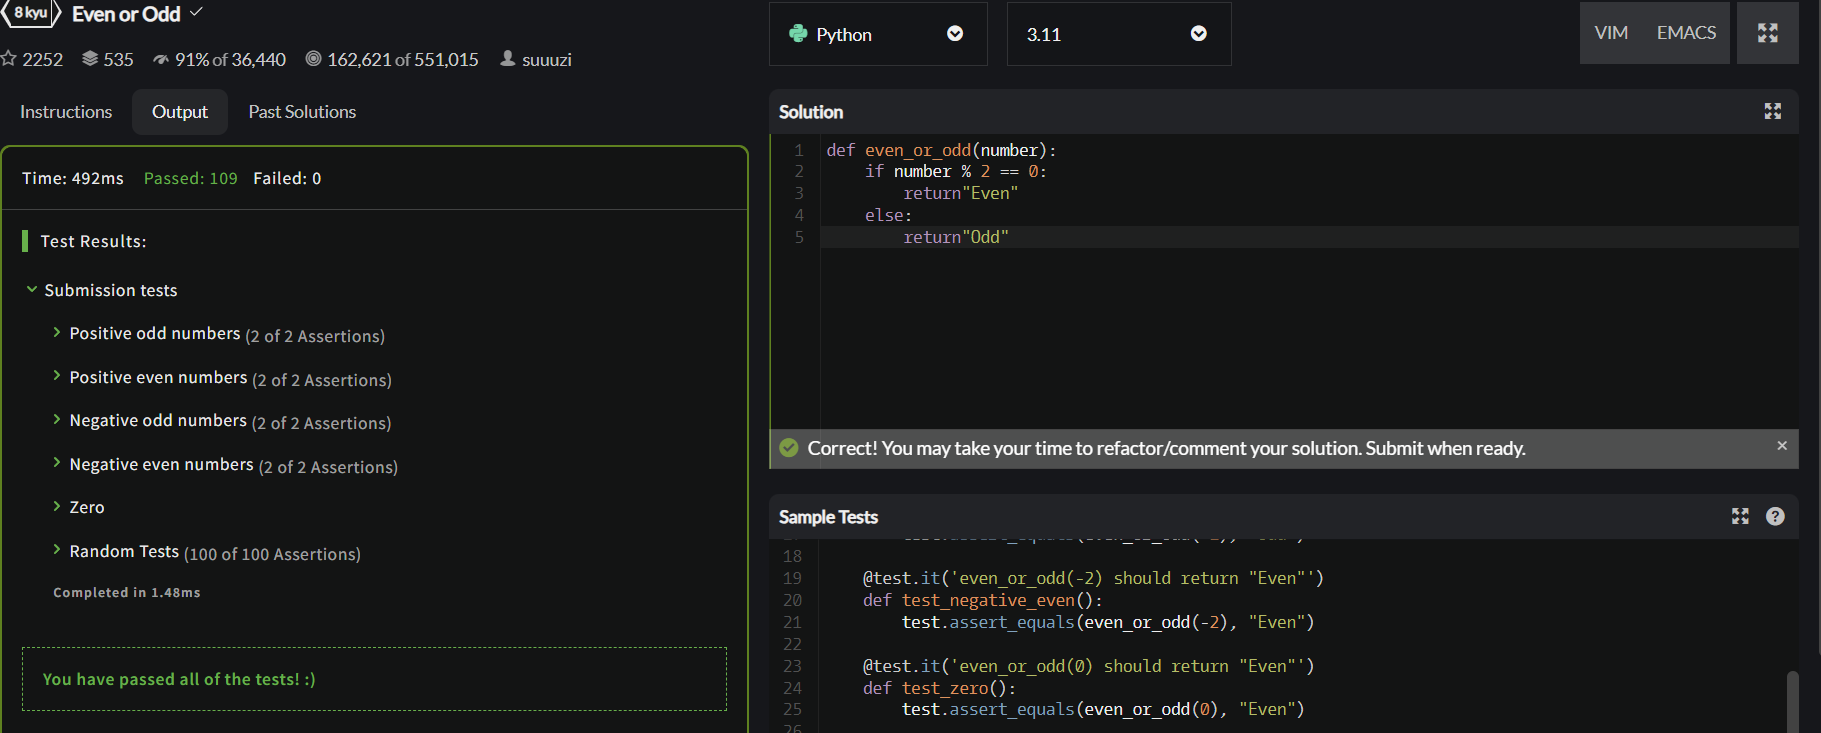 8 kyu Even or Odd
2252 535 91% of 36,440 162,621 of 551,015 suuuzi
Instructions Output Past Solutions
Time: 492ms Passed: 109 Failed: 0
Test Results:
Submission tests
Positive odd numbers (2 of 2 Assertions)
Positive even numbers (2 of 2 Assertions)
Negative odd numbers (2 of 2 Assertions)
Negative even numbers (2 of 2 Assertions)
Zero
Random Tests (100 of 100 Assertions)
Completed in 1.48ms
You have passed all of the tests! :)
Python 3.11 VIM EMACS
Solution
1 def even_or_odd(number):
2 if number % 2 == 0:
3 return"Even"
4 else:
5 return"Odd"
Correct! You may take your time to refactor/comment your solution. Submit when ready.
Sample Tests
18
19 @test.it('even_or_odd(-2) should return "Even"')
20 def test_negative_even():
21 test.assert_equals(even_or_odd(-2), "Even")
22
23 @test.it('even_or_odd(0) should return "Even"')
24 def test_zero():
25 test.assert_equals(even_or_odd(0), "Even")